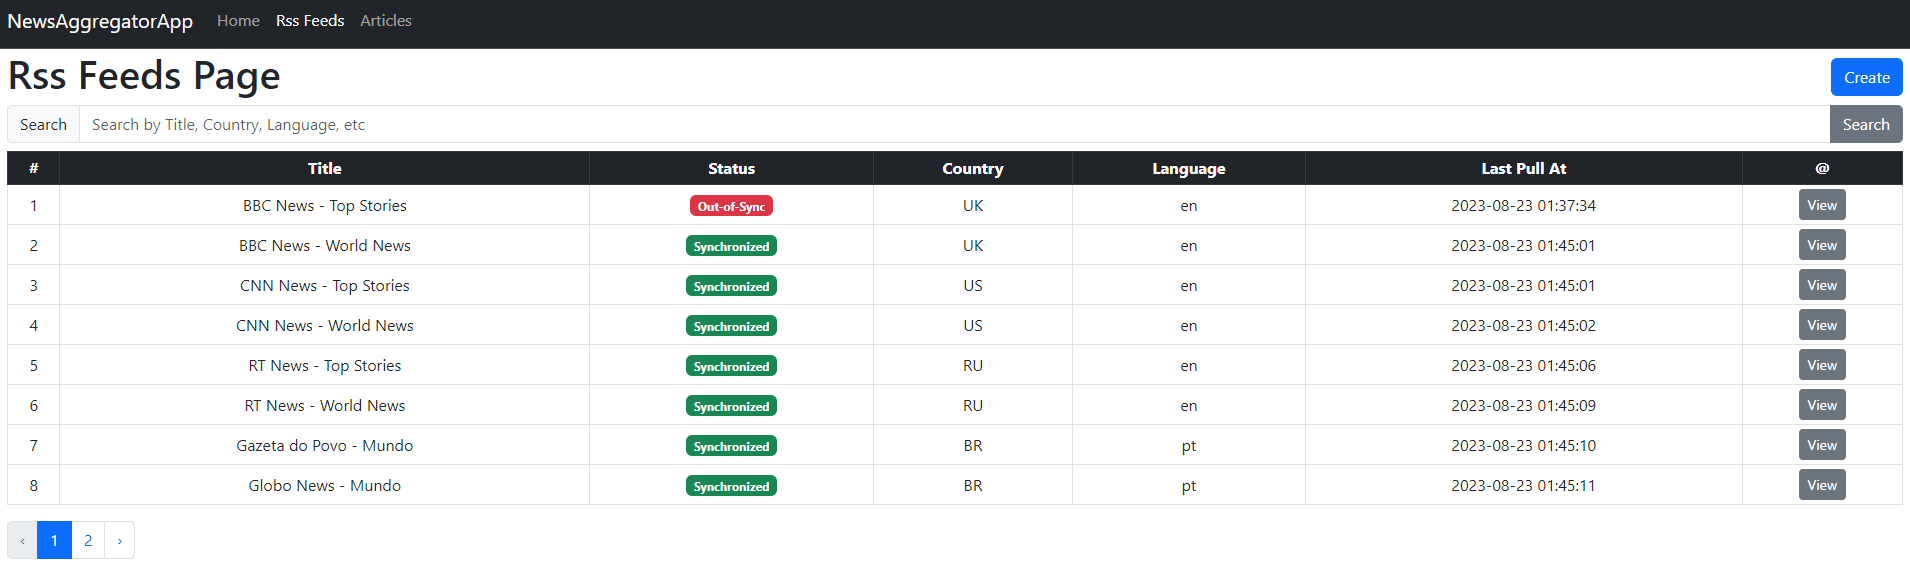 NewsAggregatorApp Home Rss Feeds Articles
Rss Feeds Page Create
Search Search by Title, Country, Language, etc Search
# Title Status Country Language Last Pull At @
1 BBC News - Top Stories Out-of-Sync UK en 2023-08-23 01:37:34 View
2 BBC News - World News Synchronized UK en 2023-08-23 01:45:01 View
3 CNN News - Top Stories Synchronized US en 2023-08-23 01:45:01 View
4 CNN News - World News Synchronized US en 2023-08-23 01:45:02 View
5 RT News - Top Stories Synchronized RU en 2023-08-23 01:45:06 View
6 RT News - World News Synchronized RU en 2023-08-23 01:45:09 View
7 Gazeta do Povo - Mundo Synchronized BR pt 2023-08-23 01:45:10 View
8 Globo News - Mundo Synchronized BR pt 2023-08-23 01:45:11 View
‹ 1 2 ›